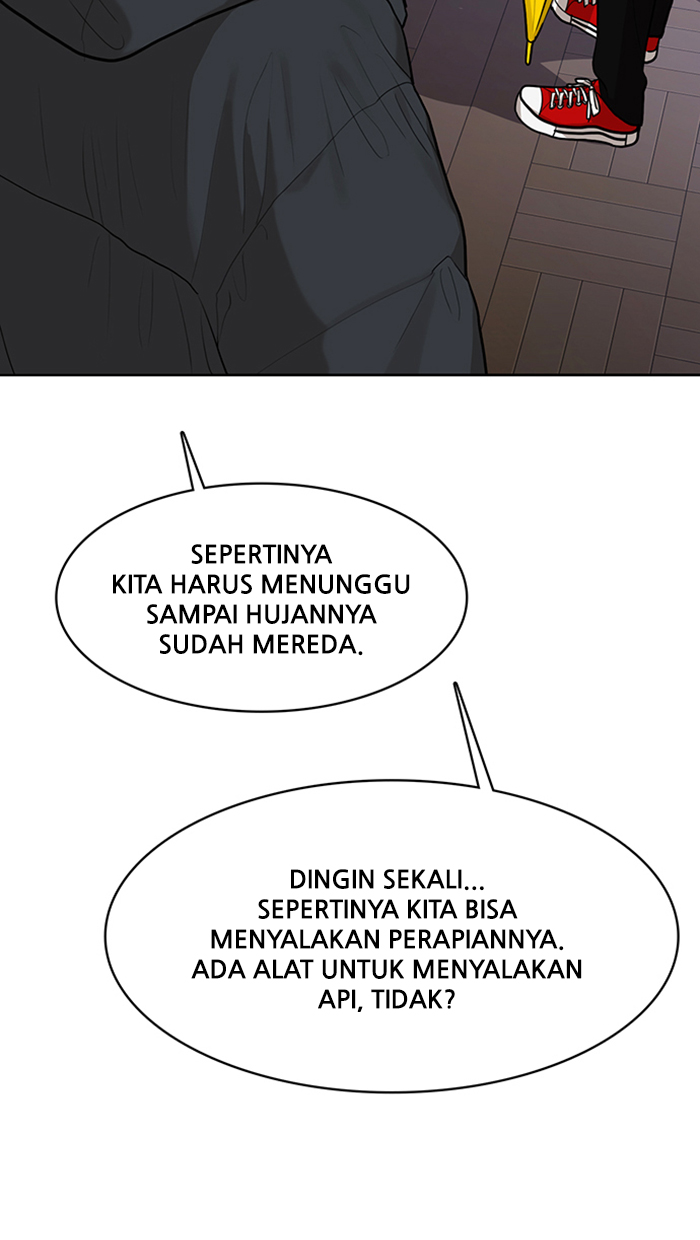 SEPERTINYA
KITA HARUS MENUNGGU
SAMPAI HUJANNYA
SUDAH MEREDA.
DINGIN SEKALI...
SEPERTINYA KITA BISA
MENYALAKAN PERAPIANNYA.
ADA ALAT UNTUK MENYALAKAN
API, TIDAK?